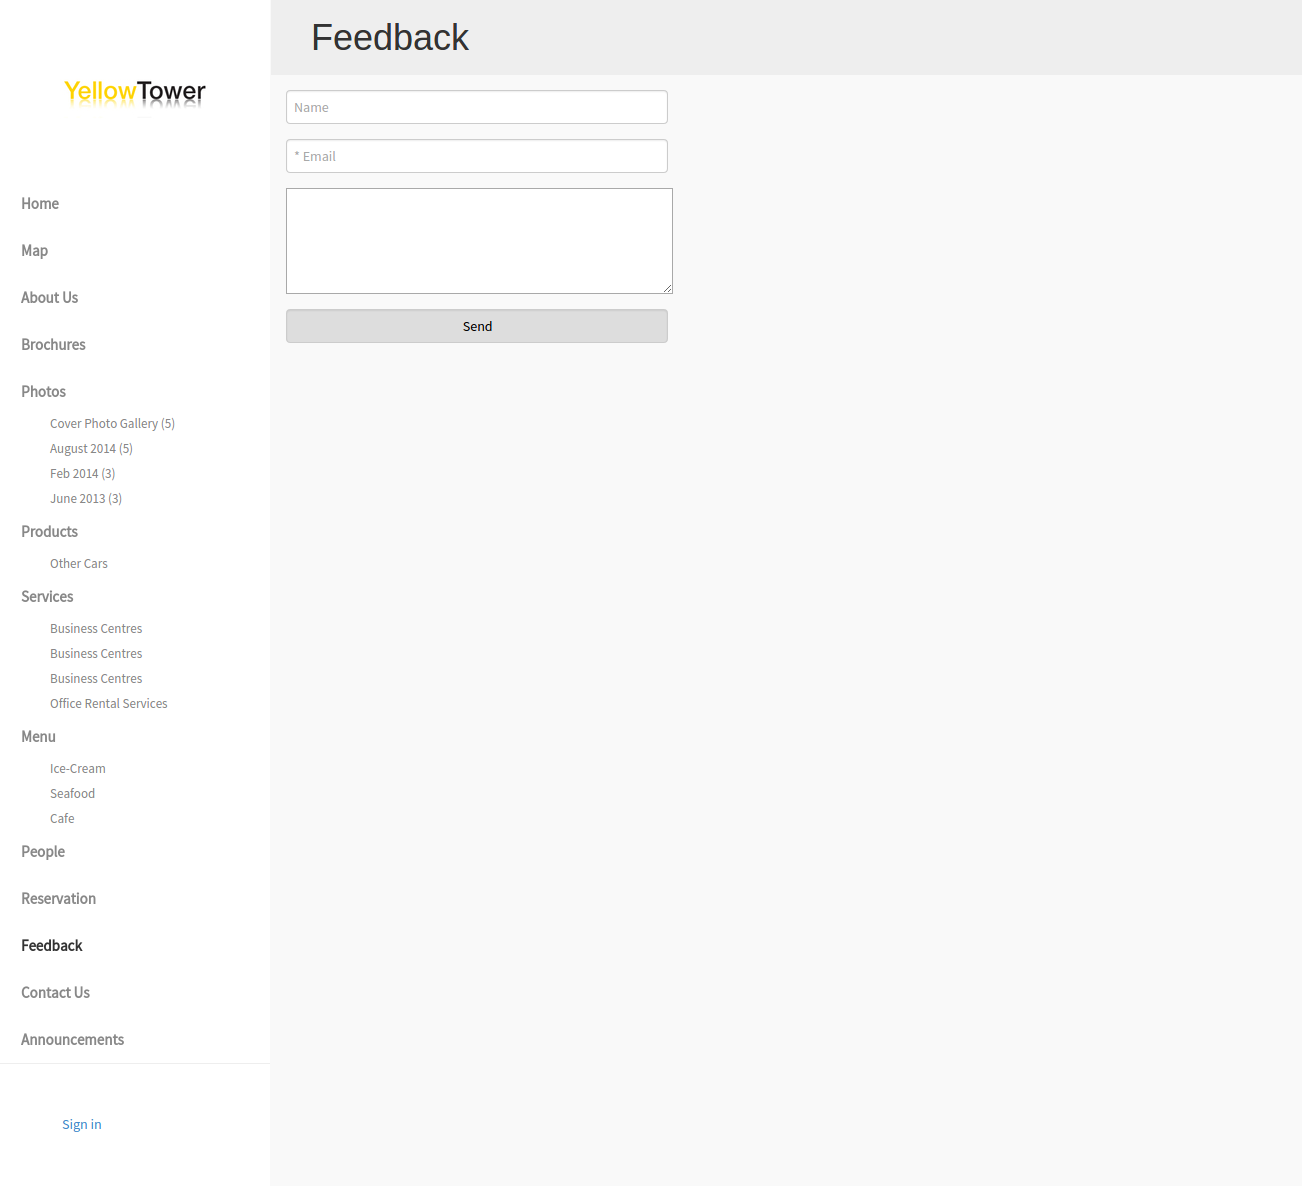 YellowTower
Home
Map
About Us
Brochures
Photos
Cover Photo Gallery (5)
August 2014 (5)
Feb 2014 (3)
June 2013 (3)
Products
Other Cars
Services
Business Centres
Business Centres
Business Centres
Office Rental Services
Menu
Ice-Cream
Seafood
Cafe
People
Reservation
Feedback
Contact Us
Announcements
Sign in
Feedback
Name
* Email
Send